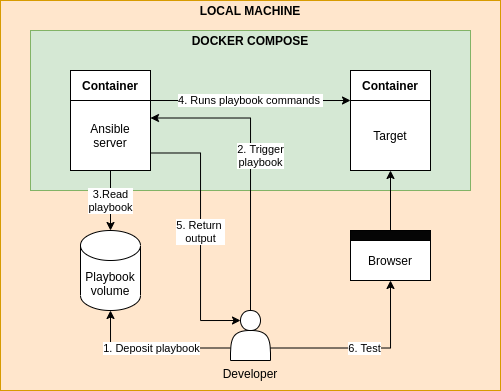 LOCAL MACHINE
DOCKER COMPOSE
Container
Ansible
server
4. Runs playbook commands
Container
Target
2. Trigger
playbook
3.Read
playbook
5. Return
output
Playbook
volume
Browser
1. Deposit playbook
6. Test
Developer